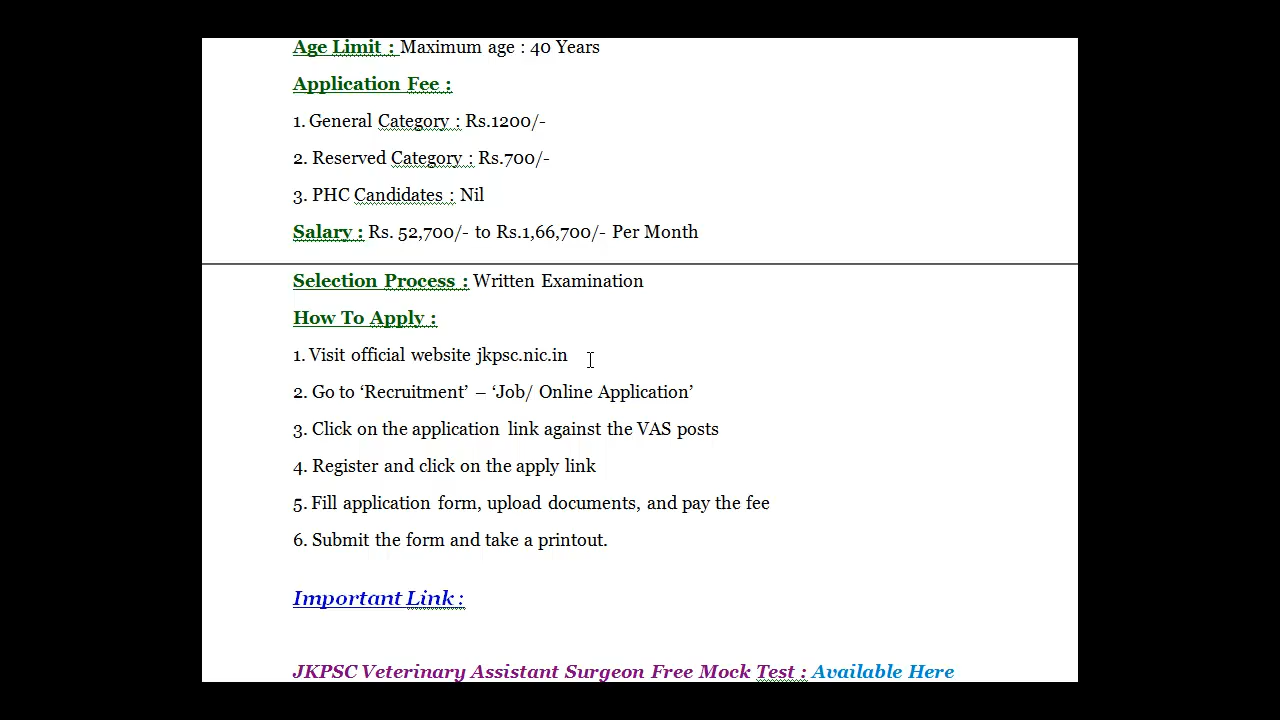 Age Limit : Maximum age : 40 Years
Application Fee :
1. General Category : Rs.1200/-
2. Reserved Category : Rs.700/-
3. PHC Candidates : Nil
Salary : Rs. 52,700/- to Rs.1,66,700/- Per Month
Selection Process : Written Examination
How To Apply :
1. Visit official website jkpsc.nic.in
2. Go to ‘Recruitment’ – ‘Job/ Online Application’
3. Click on the application link against the VAS posts
4. Register and click on the apply link
5. Fill application form, upload documents, and pay the fee
6. Submit the form and take a printout.
Important Link :
JKPSC Veterinary Assistant Surgeon Free Mock Test : Available Here